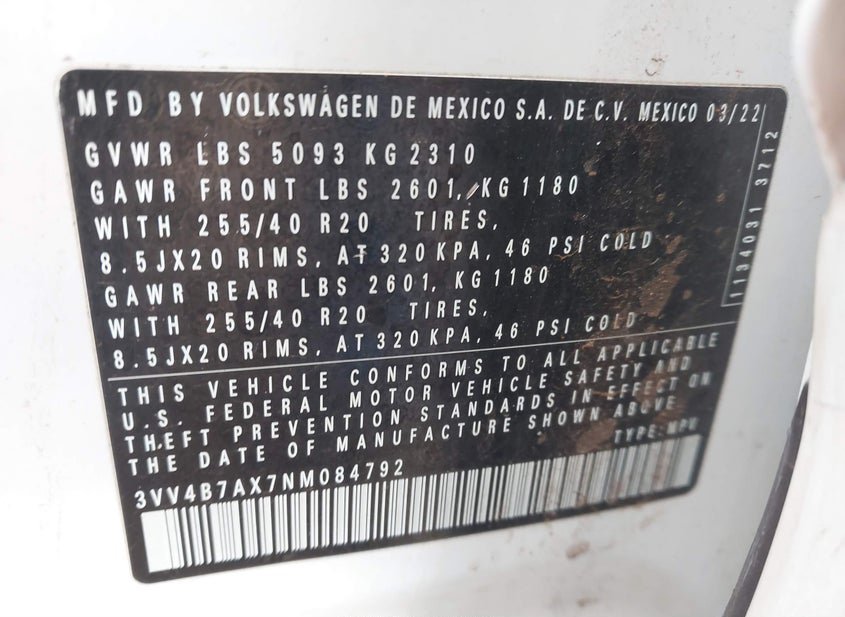 MFD BY VOLKSWAGEN DE MEXICO S.A. DE C.V. MEXICO 03/22
GVWR LBS 5093 KG 2310
GAWR FRONT LBS 2601, KG 1180
WITH 255/40 R20 TIRES,
8.5JX20 RIMS, AT 320 KPA, 46 PSI COLD
GAWR REAR LBS 2601, KG 1180
WITH 255/40 R20 TIRES,
8.5JX20 RIMS, AT 320 KPA, 46 PSI COLD
1134031 3712
THIS VEHICLE CONFORMS TO ALL APPLICABLE
U.S. FEDERAL MOTOR VEHICLE SAFETY AND
THEFT PREVENTION STANDARDS IN EFFECT ON
THE DATE OF MANUFACTURE SHOWN ABOVE
TYPE: MPV
3VV4B7AX7NM084792